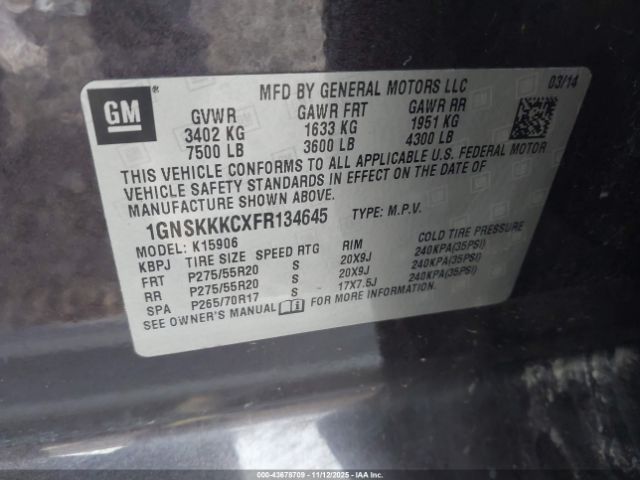 GM
MFD BY GENERAL MOTORS LLC 03/14
GVWR GAWR FRT GAWR RR
3402 KG 1633 KG 1951 KG
7500 LB 3600 LB 4300 LB
THIS VEHICLE CONFORMS TO ALL APPLICABLE U.S. FEDERAL MOTOR
VEHICLE SAFETY STANDARDS IN EFFECT ON THE DATE OF
MANUFACTURE SHOWN ABOVE.
1GNSKKKCXFR134645 TYPE: M.P.V.
MODEL: K15906
KBPJ TIRE SIZE SPEED RTG RIM COLD TIRE PRESSURE
FRT P275/55R20 S 20X9J 240KPA(35PSI)
RR P275/55R20 S 20X9J 240KPA(35PSI)
SPA P265/70R17 S 17X7.5J 240KPA(35PSI)
SEE OWNER'S MANUAL FOR MORE INFORMATION.
000-43678709 - 11/12/2025 - IAAI.com